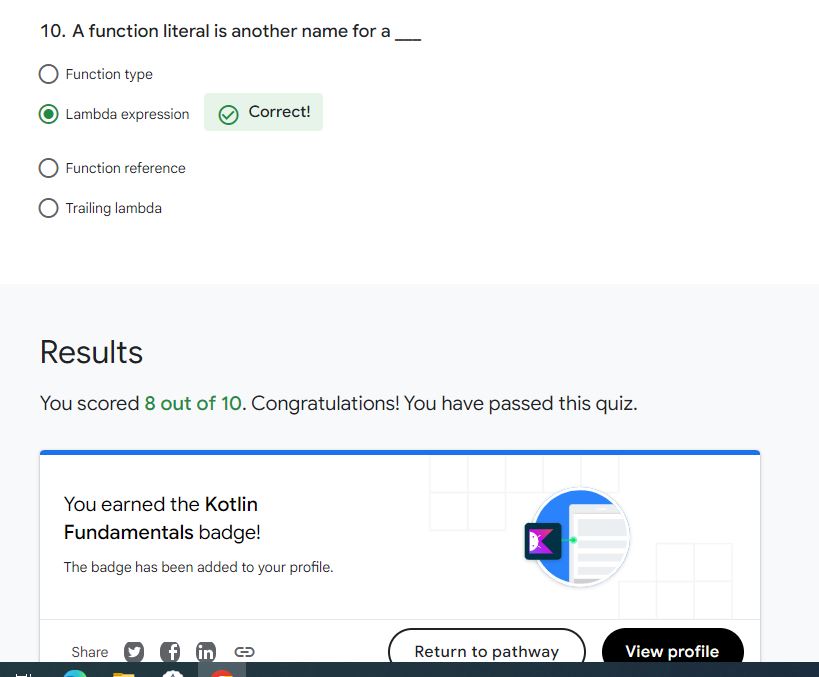 10. A function literal is another name for a ___
Function type
Lambda expression
Correct!
Function reference
Trailing lambda
Results
You scored 8 out of 10. Congratulations! You have passed this quiz.
You earned the Kotlin
Fundamentals badge!
The badge has been added to your profile.
Share
Return to pathway
View profile